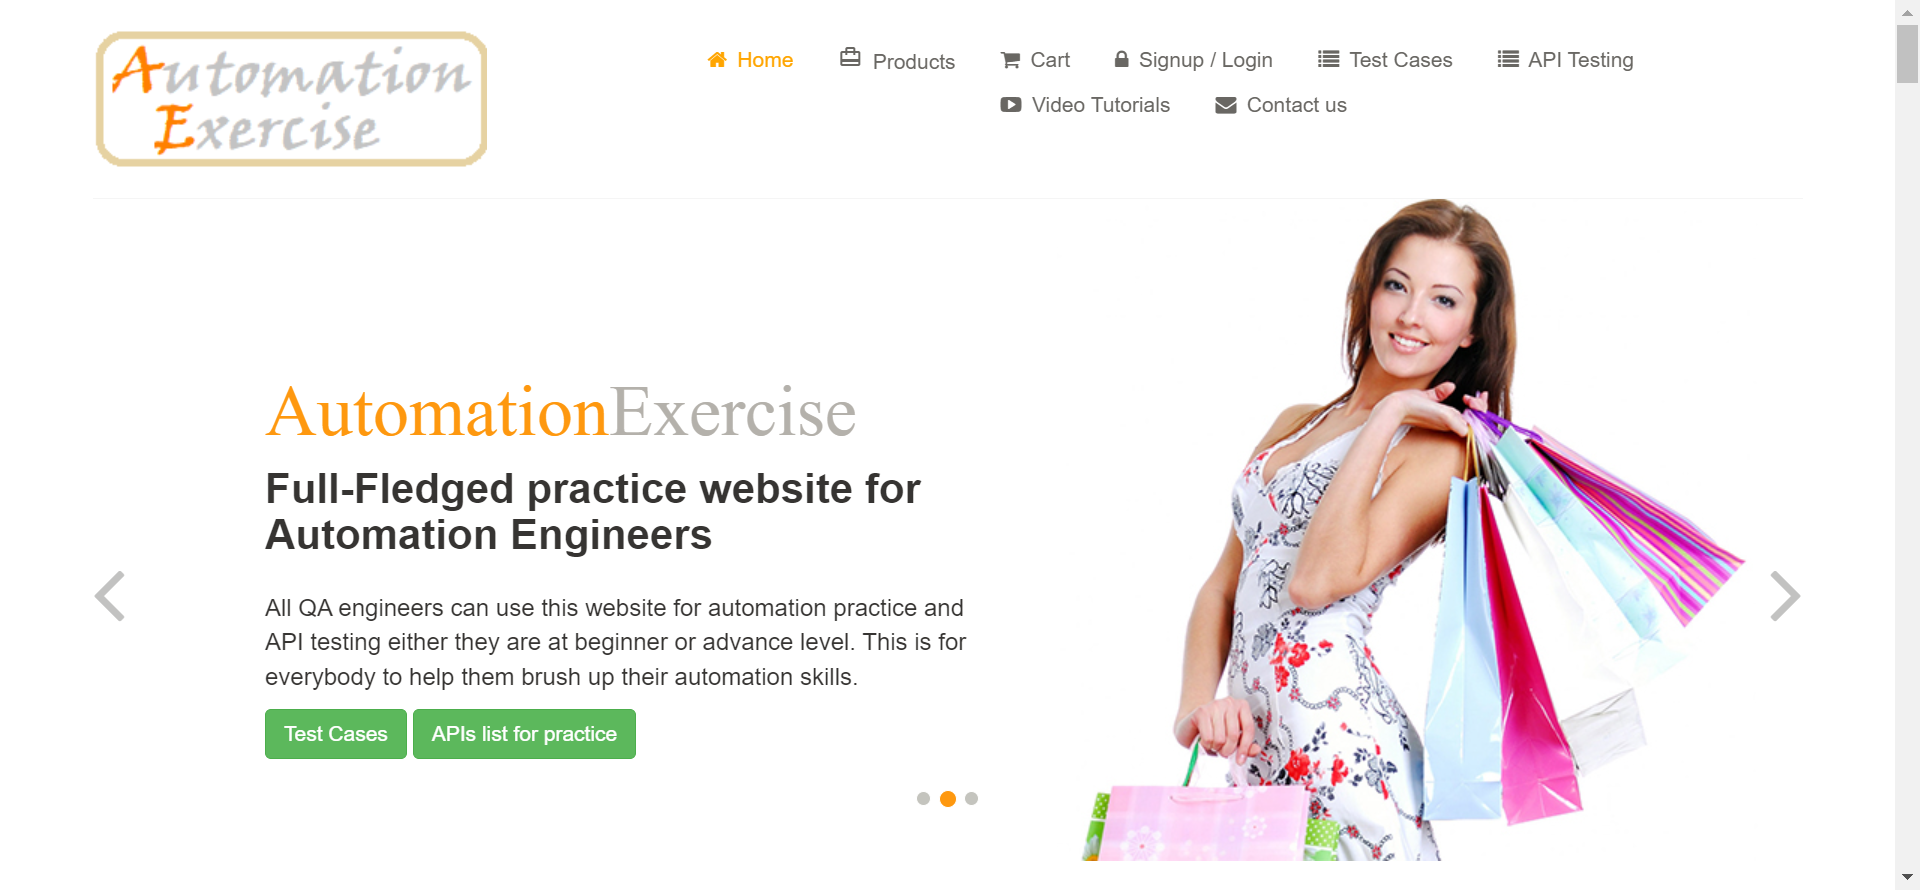 Automation
Exercise
Home
Products
Cart
Signup / Login
Test Cases
API Testing
Video Tutorials
Contact us
AutomationExercise
Full-Fledged practice website for
Automation Engineers
All QA engineers can use this website for automation practice and
API testing either they are at beginner or advance level. This is for
everybody to help them brush up their automation skills.
Test Cases
APIs list for practice